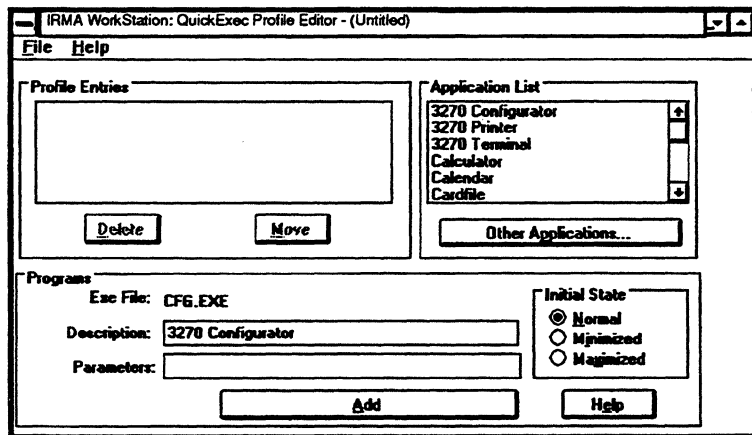 IRMA WorkStation: QuickExec Profile Editor - (Untitled)
File Help
Profile Entries
Delete Move
Application List
3270 Configurator
3270 Printer
3270 Terminal
Calculator
Calendar
Cardfile
Other Applications...
Programs
Exe File: CFG.EXE
Description: 3270 Configurator
Parameters:
Initial State
Normal
Minimized
Maximized
Add Help